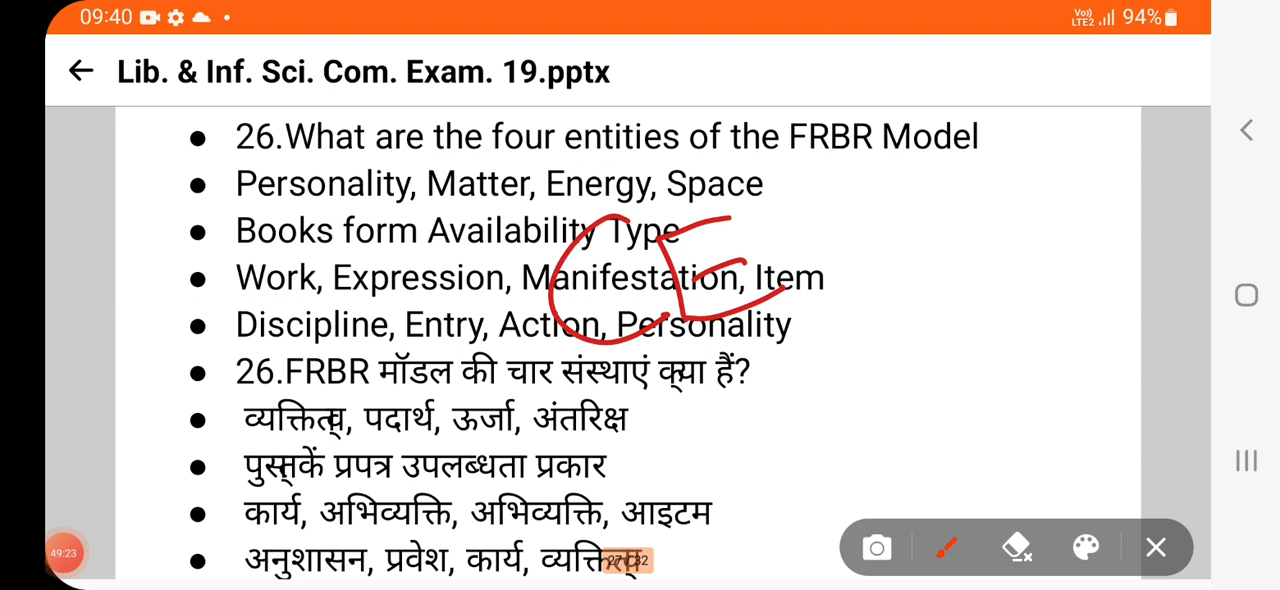 09:40 Vo)) LTE2 94%
Lib. & Inf. Sci. Com. Exam. 19.pptx
26.What are the four entities of the FRBR Model
Personality, Matter, Energy, Space
Books form Availability Type
Work, Expression, Manifestation, Item
Discipline, Entry, Action, Personality
CE
26.FRBR मॉडल की चार संस्थाएं क्या हैं?
व्यक्तित्व, पदार्थ, ऊर्जा, अंतरिक्ष
पुस्तकें प्रपत्र उपलब्धता प्रकार
कार्य, अभिव्यक्ति, अभिव्यक्ति, आइटम
अनुशासन, प्रवेश, कार्य,
49:23